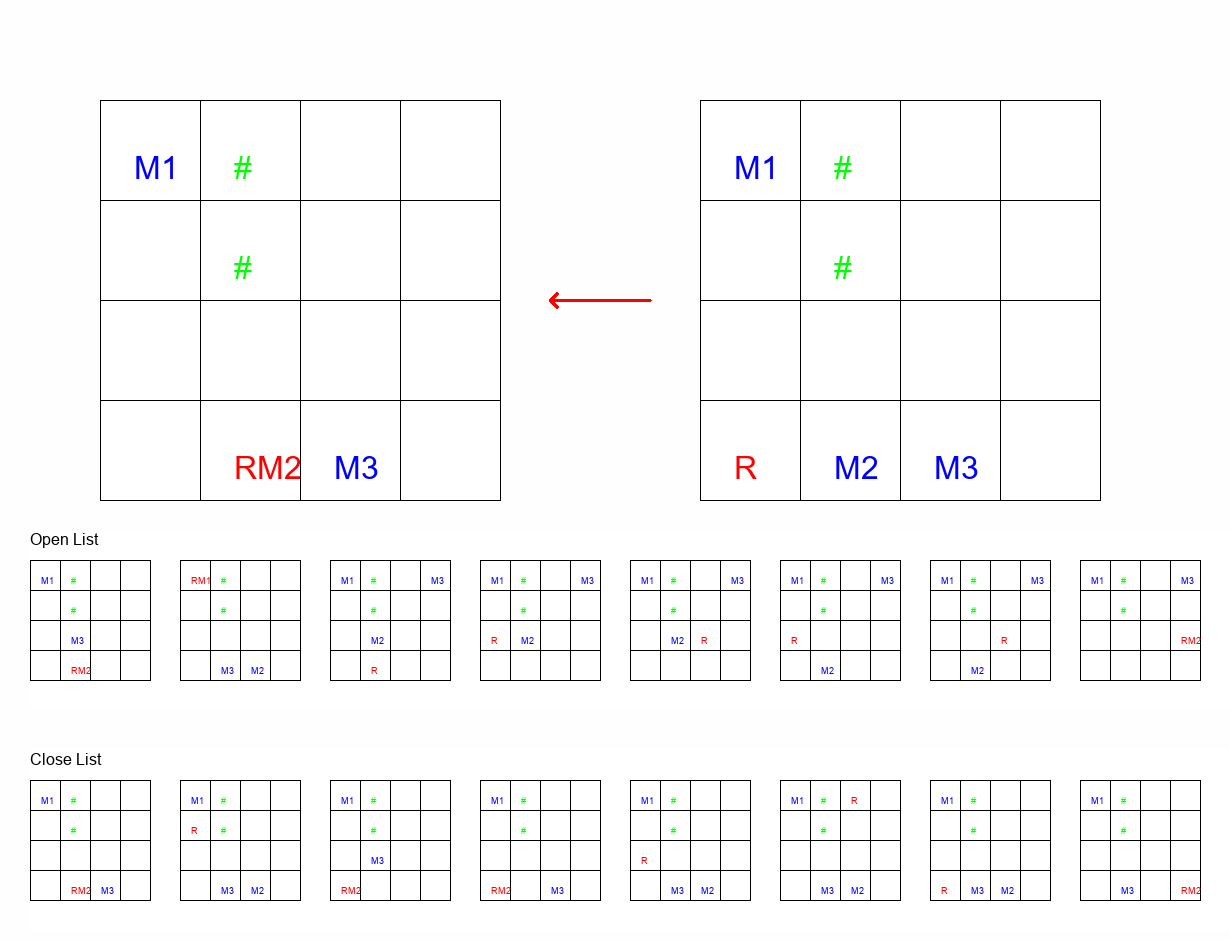 M1 # M1 #
# #
RM2 M3 R M2 M3
Open List
M1 # RM1 # M1 # M3 M1 # M3 M1 # M3 M1 # M3 M1 # M3 M1 # M3
# # # # # # # #
M3 M2 R M2 M2 R R R RM2
RM2 M3 M2 R M2 M2
Close List
M1 # M1 # M1 # M1 # M1 # M1 # R M1 # M1 #
# R # # # # # # #
M3 R
RM2 M3 M3 M2 RM2 RM2 M3 M3 M2 M3 M2 R M3 M2 M3 RM2